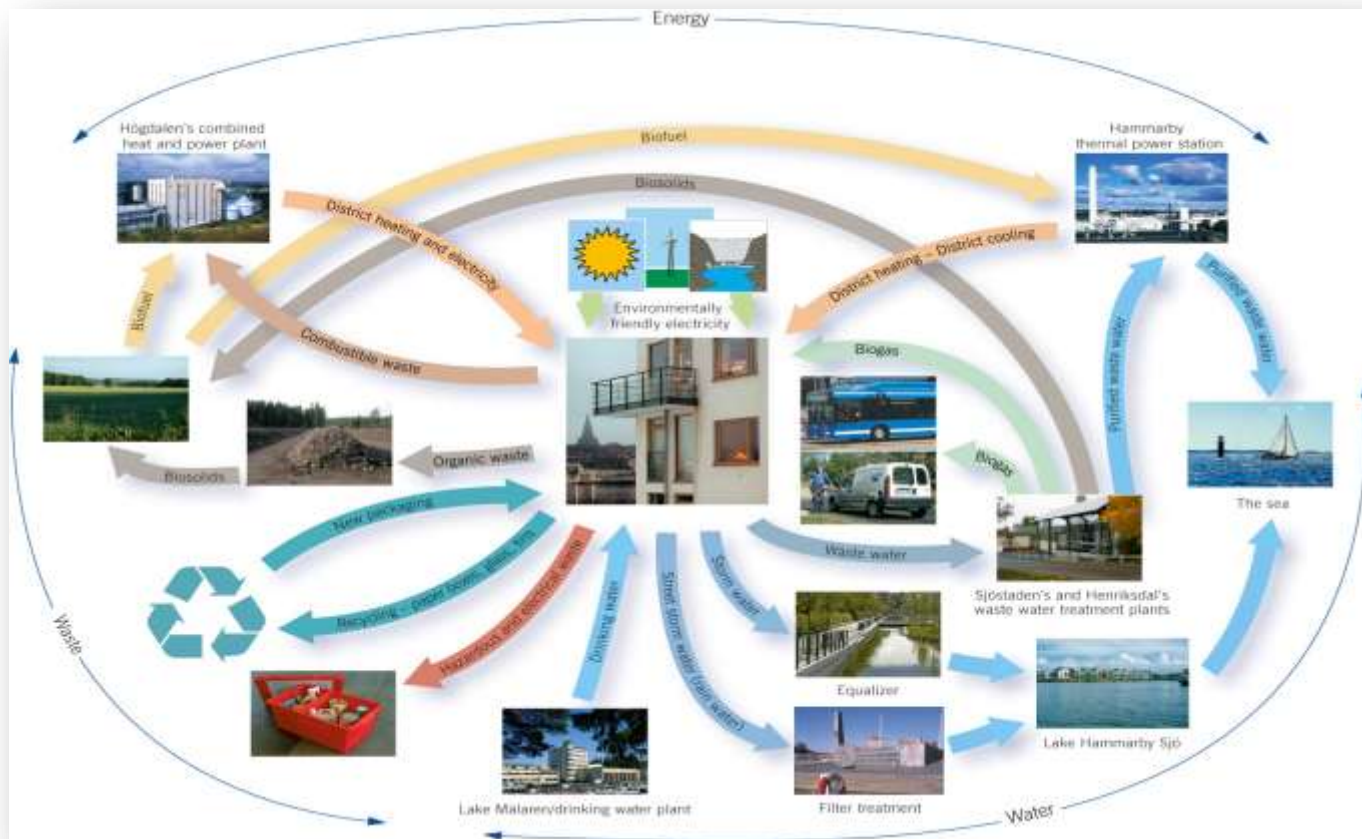 Energy
Högdalen's combined
heat and power plant
Hammarby
thermal power station
Biofuel
Biosolids
District heating and electricity
District heating – District cooling
Purified waste water
Environmentally
friendly electricity
Biofuel
Combustible waste
Biogas
Purified waste water
Organic waste
Biosolids
Biogas
The sea
New packaging
Waste water
Storm water
Sjöstaden's and Henriksdal's
waste water treatment plants
Recycling – paper boxes, glass, tins
Hazardous and electrical waste
Drinking water
Street storm water (rain water)
Waste
Equalizer
Lake Hammarby Sjö
Lake Malaren/drinking water plant
Filter treatment
Water